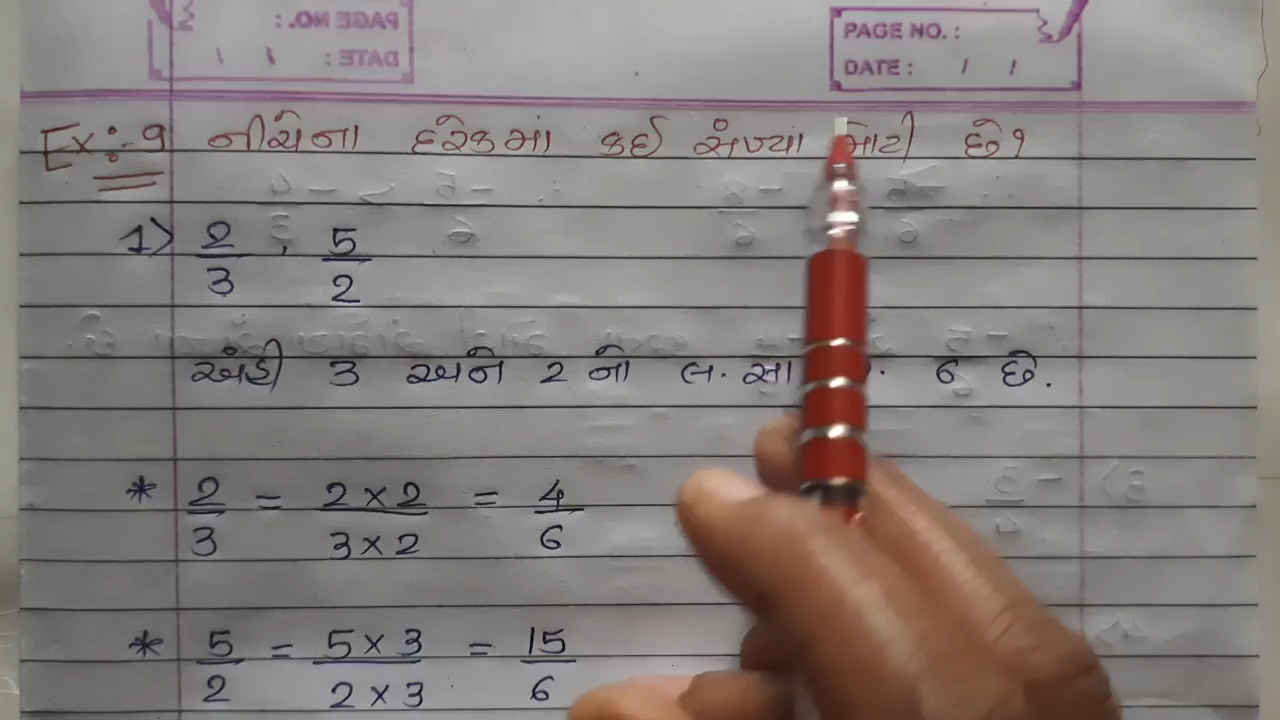 PAGE NO. :
DATE : / /
Ex:-9 નીચેના દરેકમાં કઈ સંખ્યા મોટી છે?
1> 2/3 , 5/2
અહીં 3 અને 2 નો લ. સા. 6 છે.
* 2/3 = 2 × 2 / 3 × 2 = 4/6
* 5/2 = 5 × 3 / 2 × 3 = 15/6